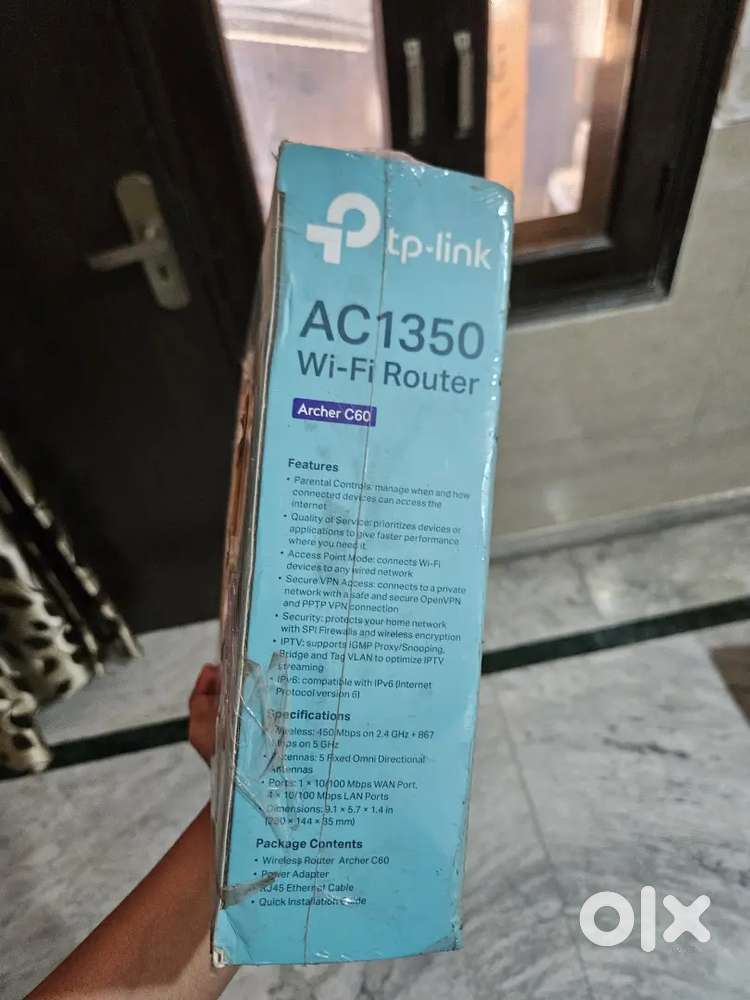 tp-link
AC1350
Wi-Fi Router
Archer C60
Features
• Parental Controls: manage when and how
connected devices can access the
internet
• Quality of Service: prioritizes devices or
applications to give faster performance
where you need it
• Access Point Mode: connects Wi-Fi
devices to any wired network
• Secure VPN Access: connects to a private
network with a safe and secure OpenVPN
and PPTP VPN connection
• Security: protects your home network
with SPI Firewalls and wireless encryption
• IPTV: supports IGMP Proxy/Snooping,
Bridge and Tag VLAN to optimize IPTV
streaming
• IPv6: compatible with IPv6 (Internet
Protocol version 6)
Specifications
• Wireless: 450 Mbps on 2.4 GHz + 867
Mbps on 5 GHz
• Antennas: 5 Fixed Omni Directional
Antennas
• Ports: 1 × 10/100 Mbps WAN Port,
4 × 10/100 Mbps LAN Ports
• Dimensions: 9.1 × 5.7 × 1.4 in
(230 × 144 × 35 mm)
Package Contents
• Wireless Router Archer C60
• Power Adapter
• RJ45 Ethernet Cable
• Quick Installation Guide
olx